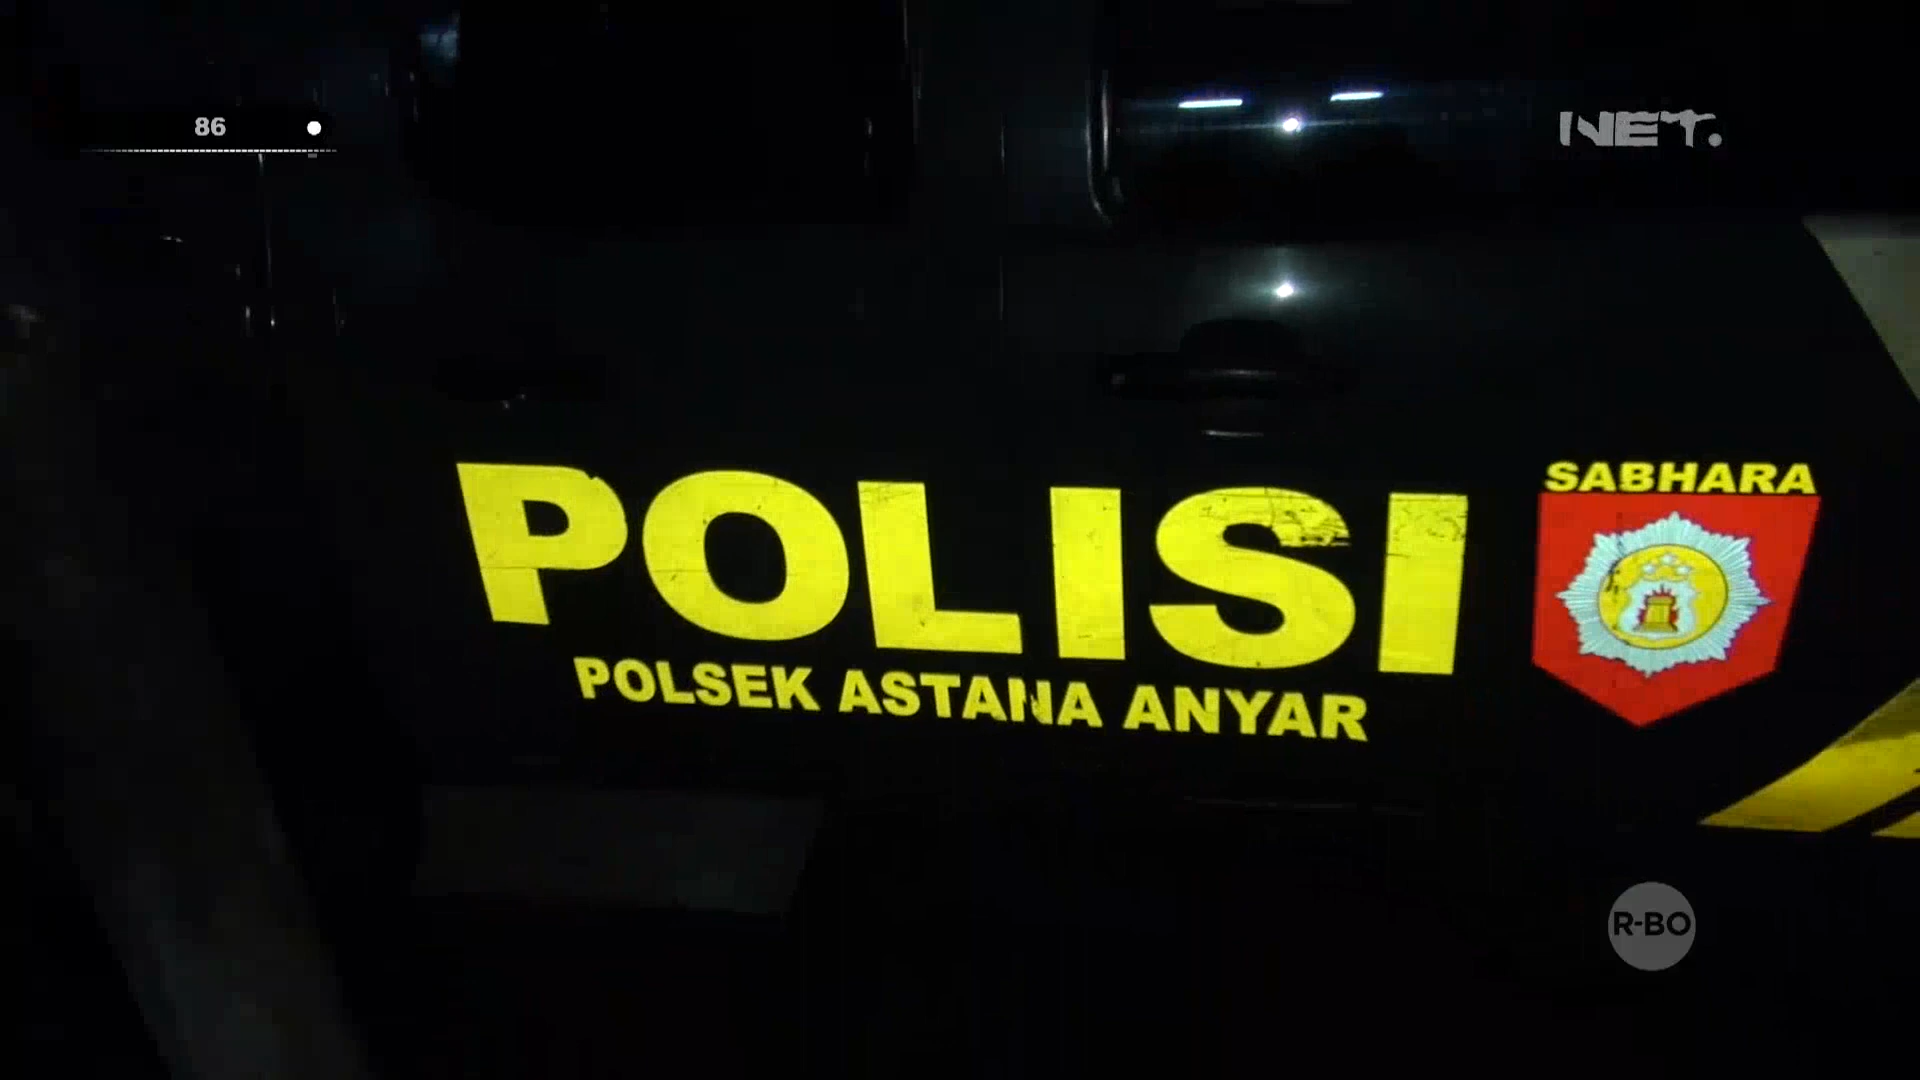 86
NET.
SABHARA
POLISI
POLSEK ASTANA ANYAR
R-BO